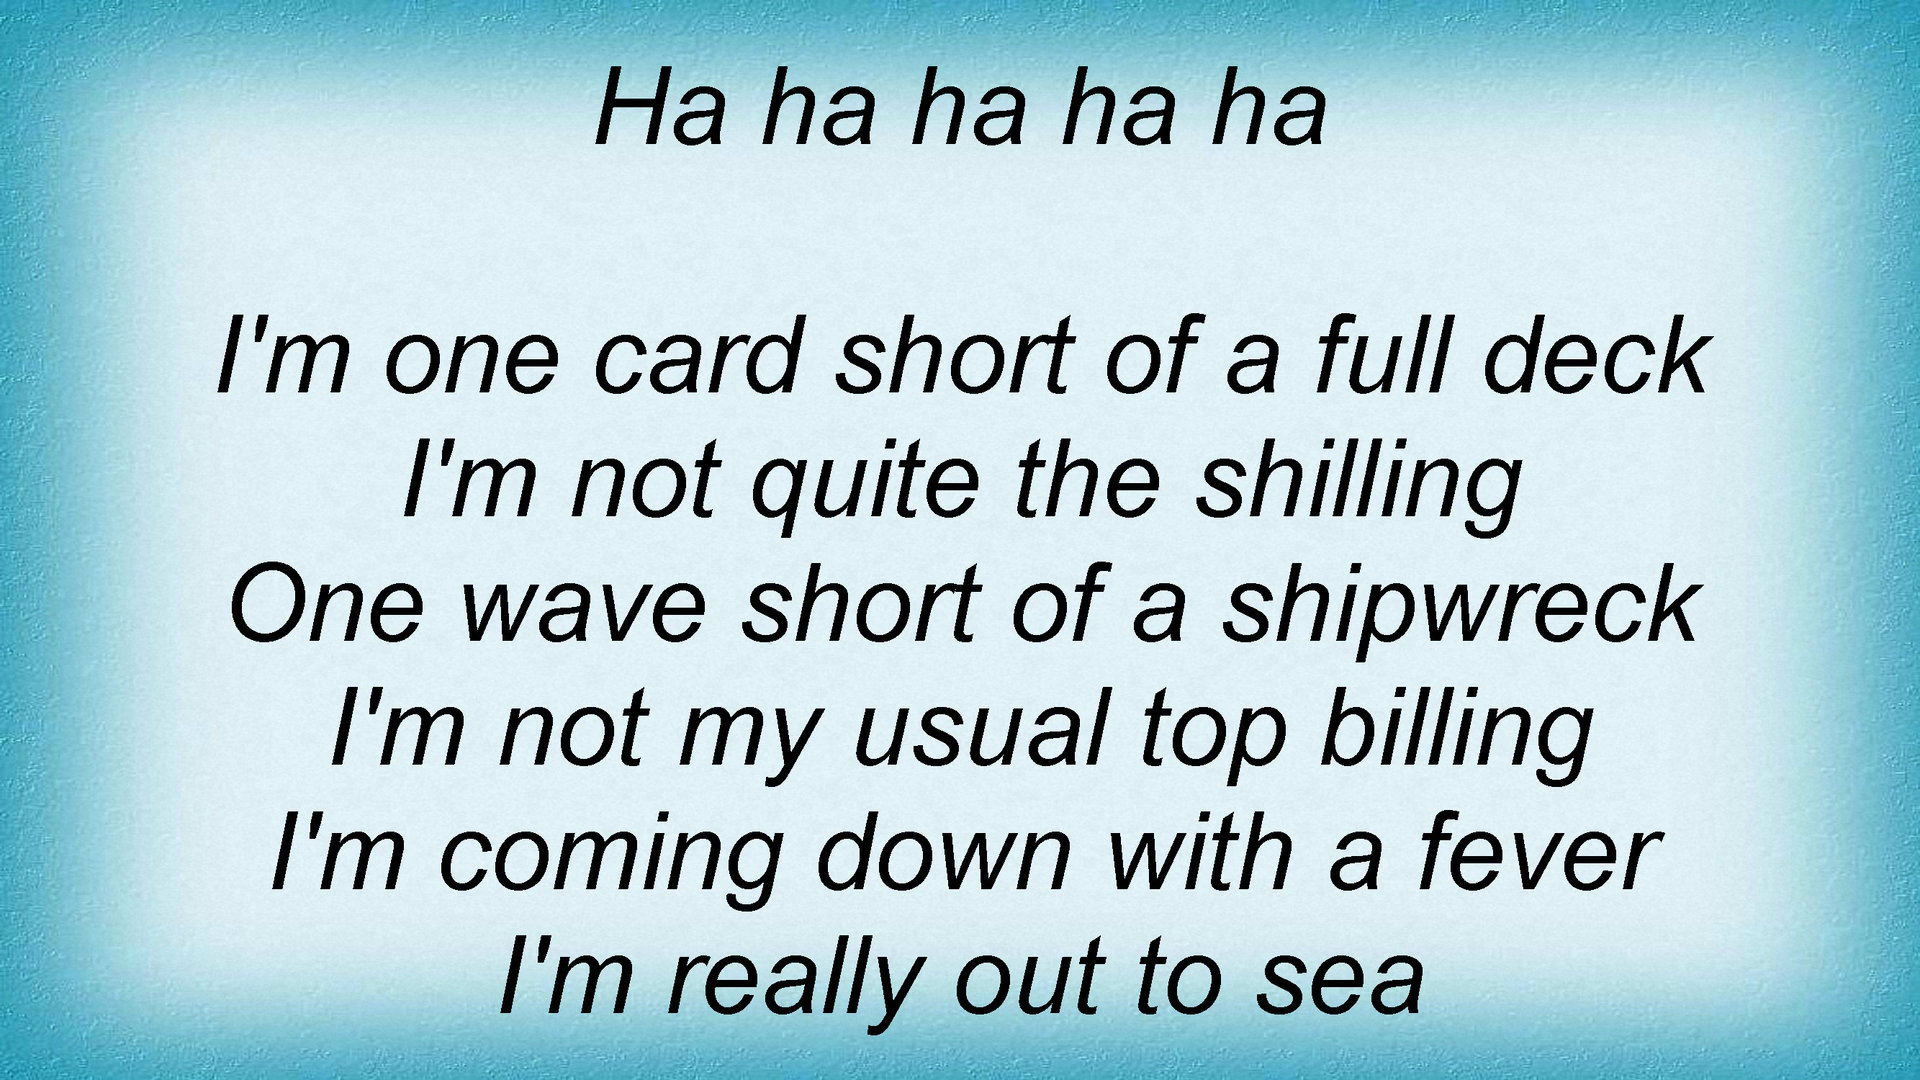 Ha ha ha ha ha
I'm one card short of a full deck
I'm not quite the shilling
One wave short of a shipwreck
I'm not my usual top billing
I'm coming down with a fever
I'm really out to sea